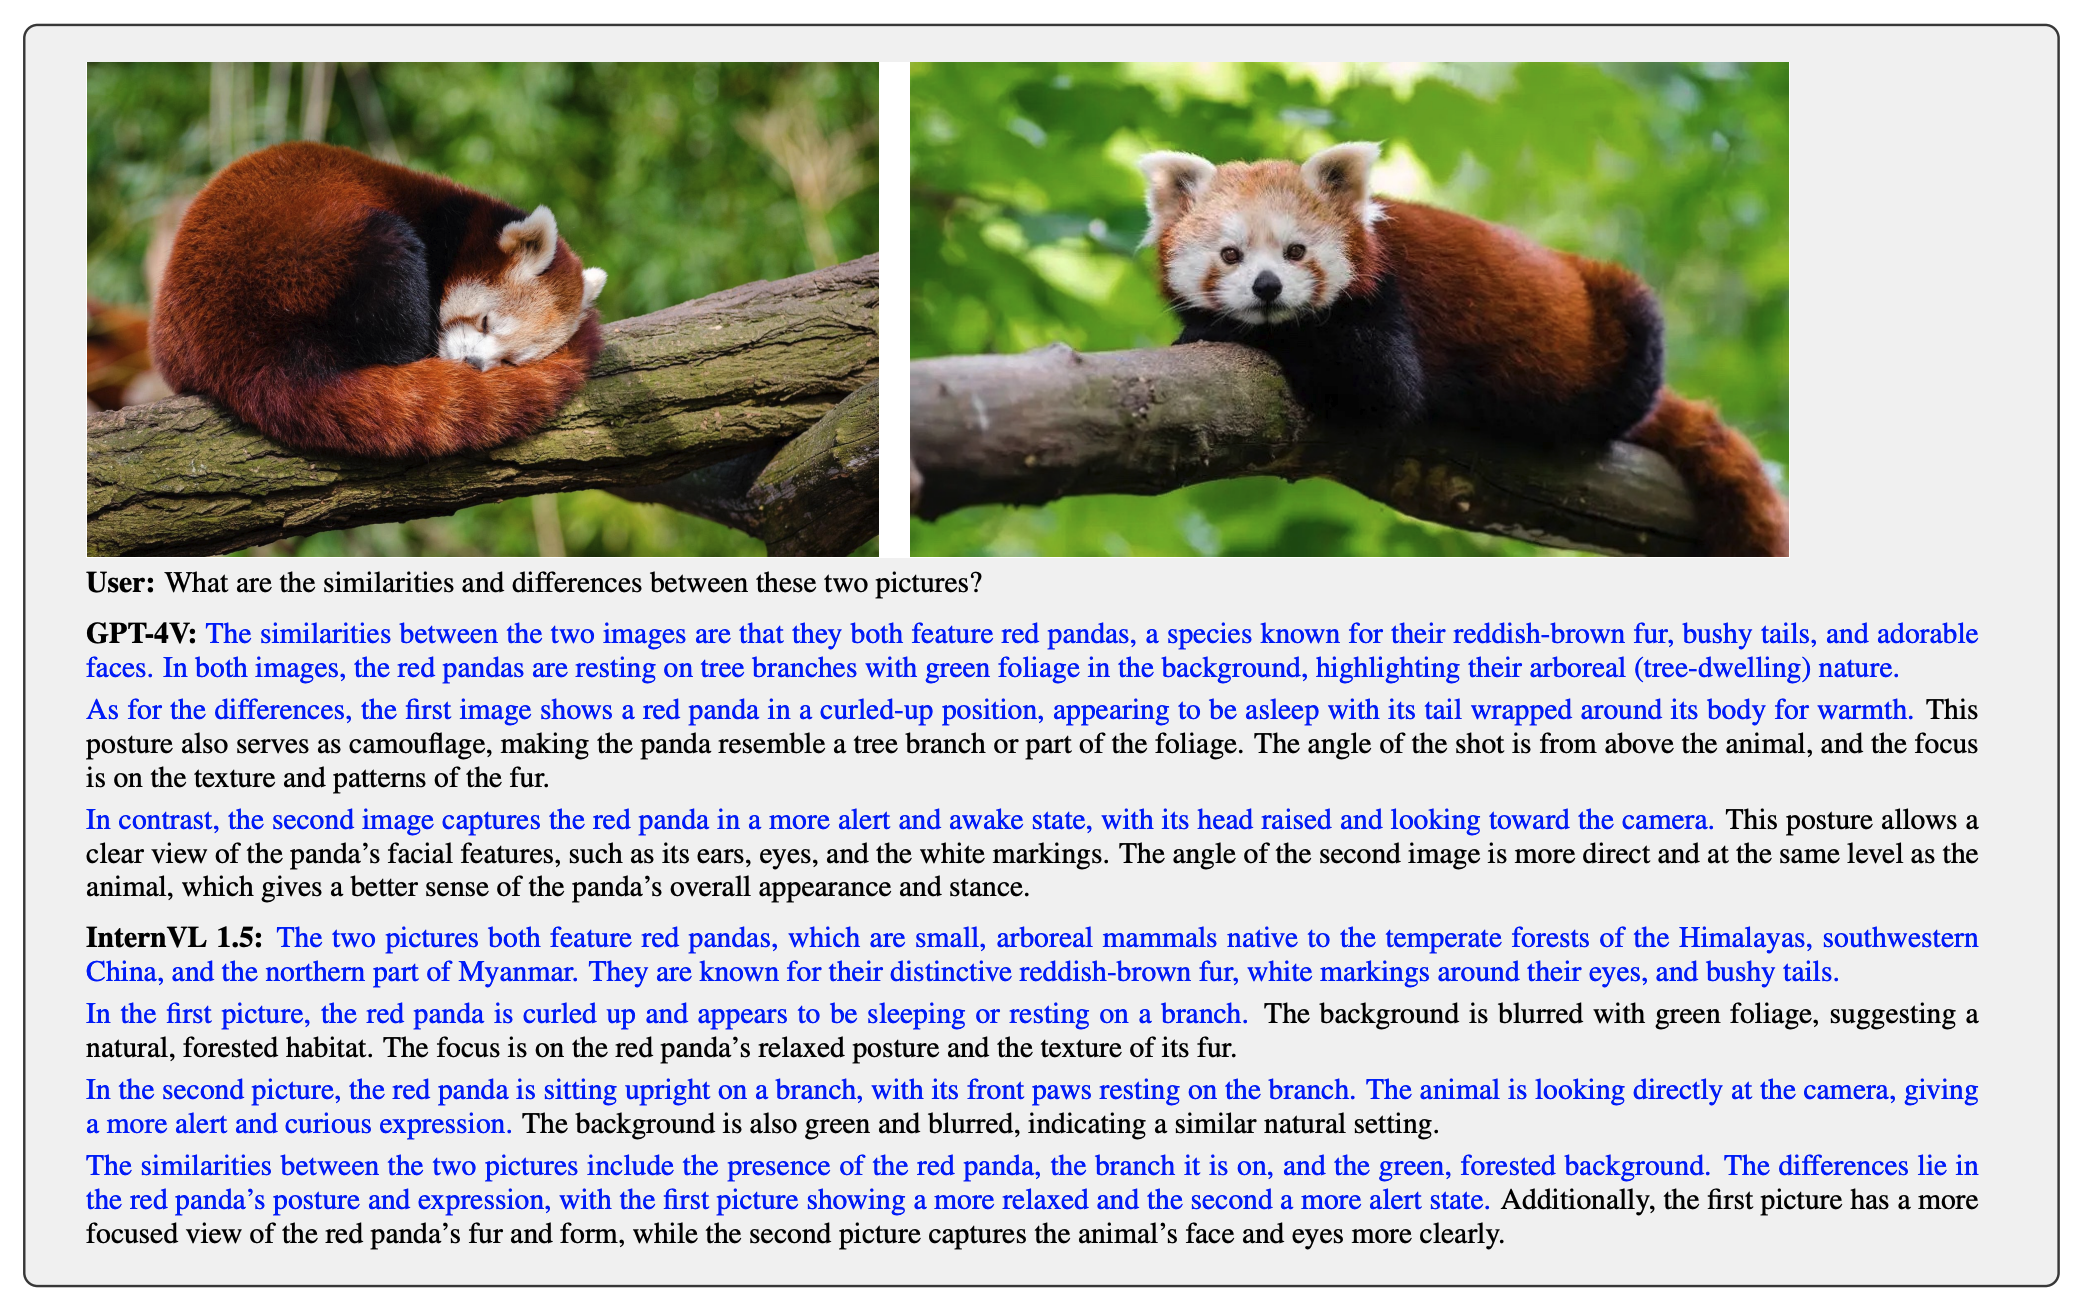 User: What are the similarities and differences between these two pictures?
GPT-4V: The similarities between the two images are that they both feature red pandas, a species known for their reddish-brown fur, bushy tails, and adorable
faces. In both images, the red pandas are resting on tree branches with green foliage in the background, highlighting their arboreal (tree-dwelling) nature.
As for the differences, the first image shows a red panda in a curled-up position, appearing to be asleep with its tail wrapped around its body for warmth. This
posture also serves as camouflage, making the panda resemble a tree branch or part of the foliage. The angle of the shot is from above the animal, and the focus
is on the texture and patterns of the fur.
In contrast, the second image captures the red panda in a more alert and awake state, with its head raised and looking toward the camera. This posture allows a
clear view of the panda’s facial features, such as its ears, eyes, and the white markings. The angle of the second image is more direct and at the same level as the
animal, which gives a better sense of the panda’s overall appearance and stance.
InternVL 1.5: The two pictures both feature red pandas, which are small, arboreal mammals native to the temperate forests of the Himalayas, southwestern
China, and the northern part of Myanmar. They are known for their distinctive reddish-brown fur, white markings around their eyes, and bushy tails.
In the first picture, the red panda is curled up and appears to be sleeping or resting on a branch. The background is blurred with green foliage, suggesting a
natural, forested habitat. The focus is on the red panda’s relaxed posture and the texture of its fur.
In the second picture, the red panda is sitting upright on a branch, with its front paws resting on the branch. The animal is looking directly at the camera, giving
a more alert and curious expression. The background is also green and blurred, indicating a similar natural setting.
The similarities between the two pictures include the presence of the red panda, the branch it is on, and the green, forested background. The differences lie in
the red panda’s posture and expression, with the first picture showing a more relaxed and the second a more alert state. Additionally, the first picture has a more
focused view of the red panda’s fur and form, while the second picture captures the animal’s face and eyes more clearly.